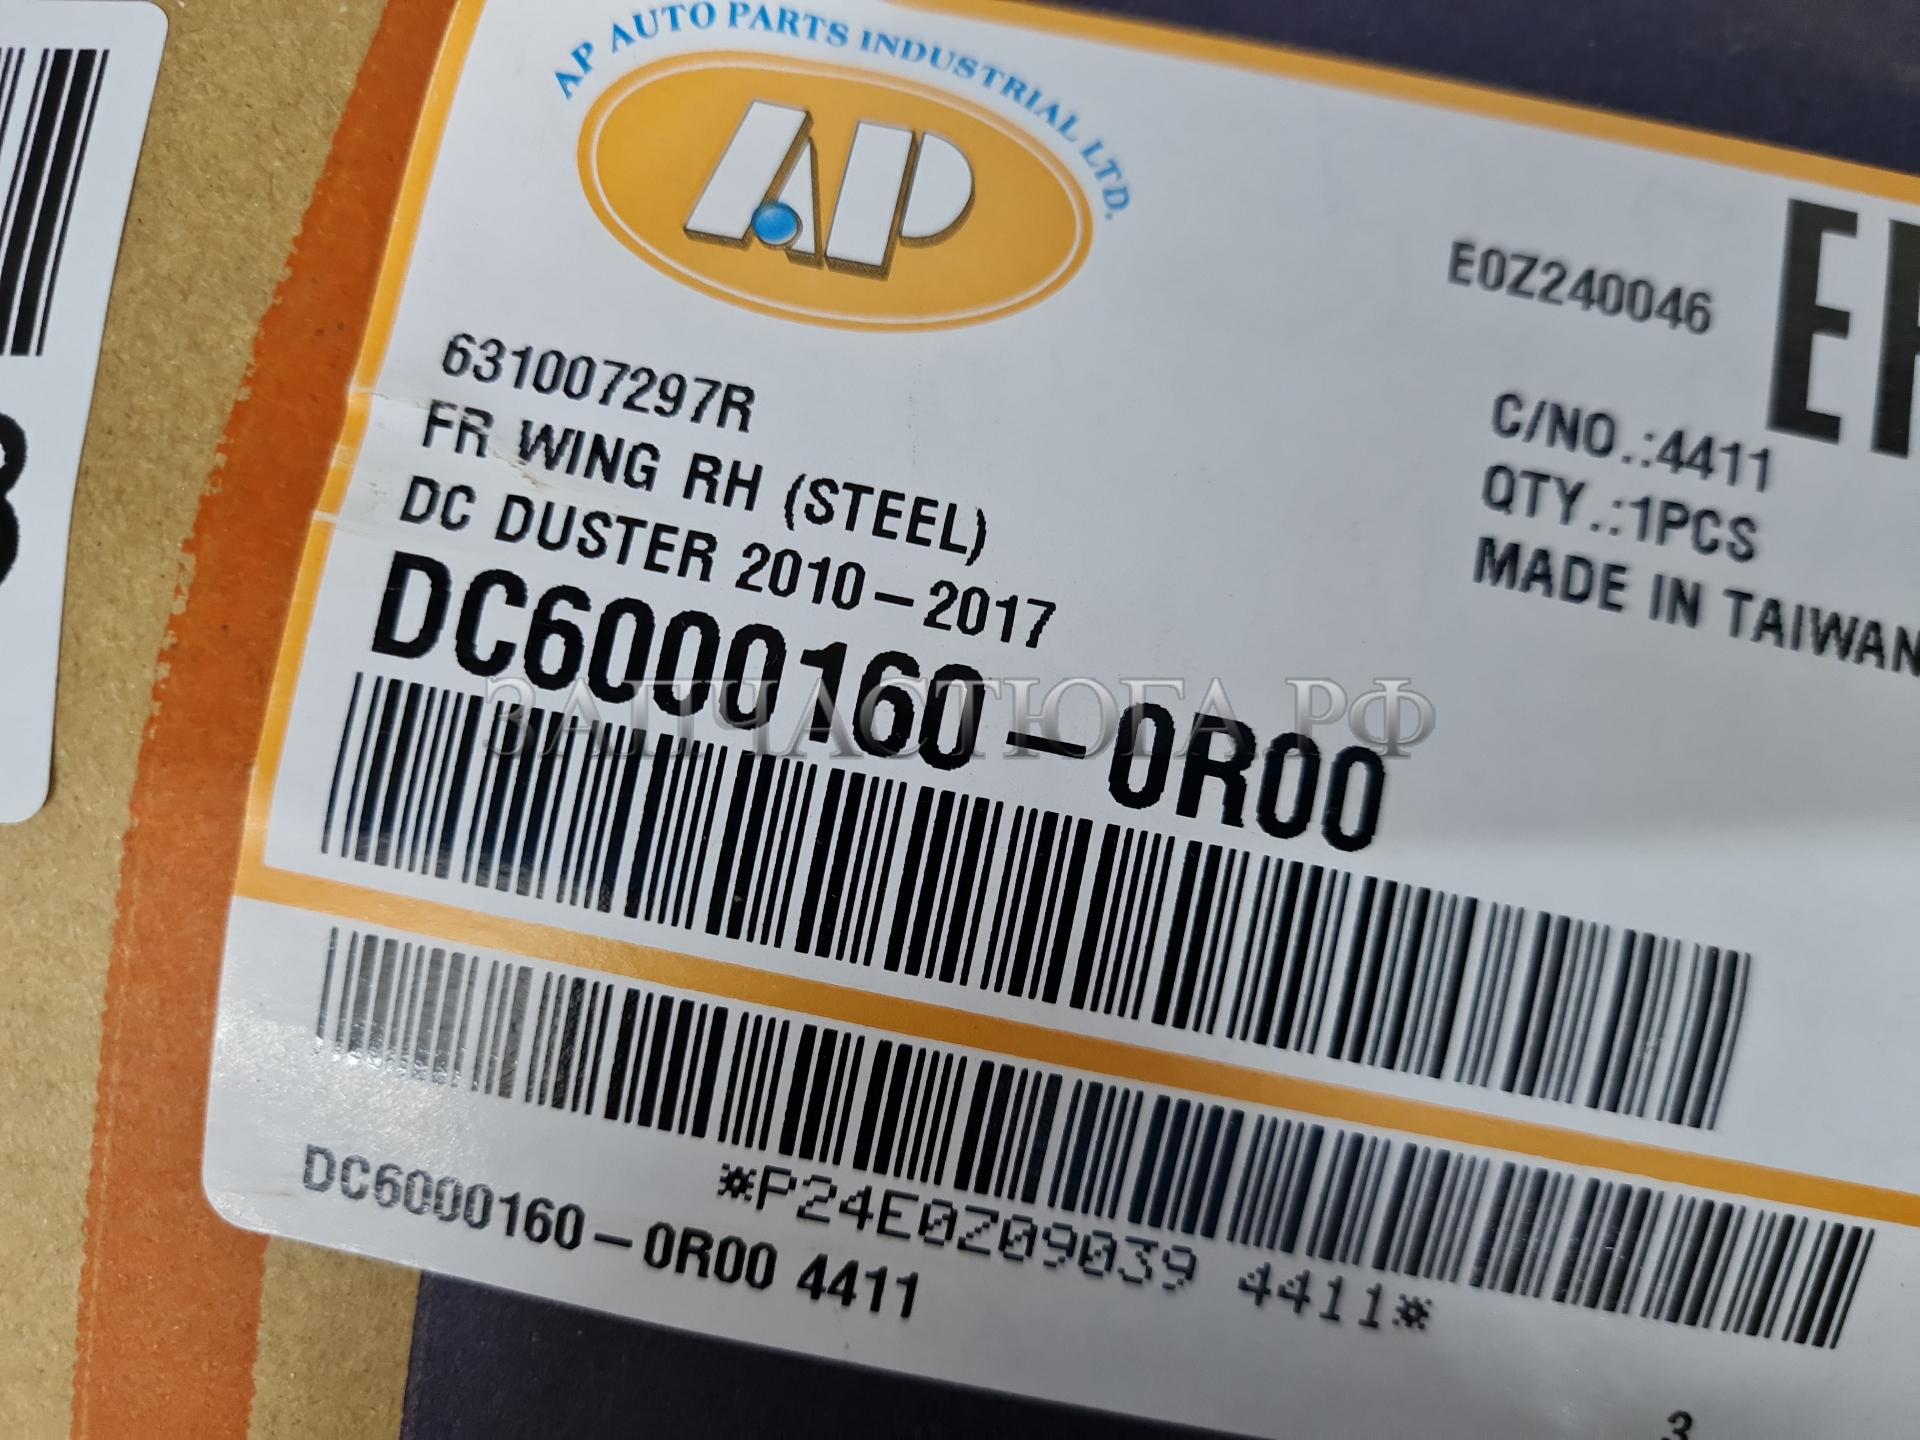 AP AUTO PARTS INDUSTRIAL LTD.
AP
E0Z240046
631007297R
FR WING RH (STEEL)
DC DUSTER 2010-2017
DC6000160-0R00
C/NO.:4411
QTY.:1PCS
MADE IN TAIWAN
ЗАПЧАСТЮГА.РФ
*P24E0Z09039 4411*
DC6000160-0R00 4411
3